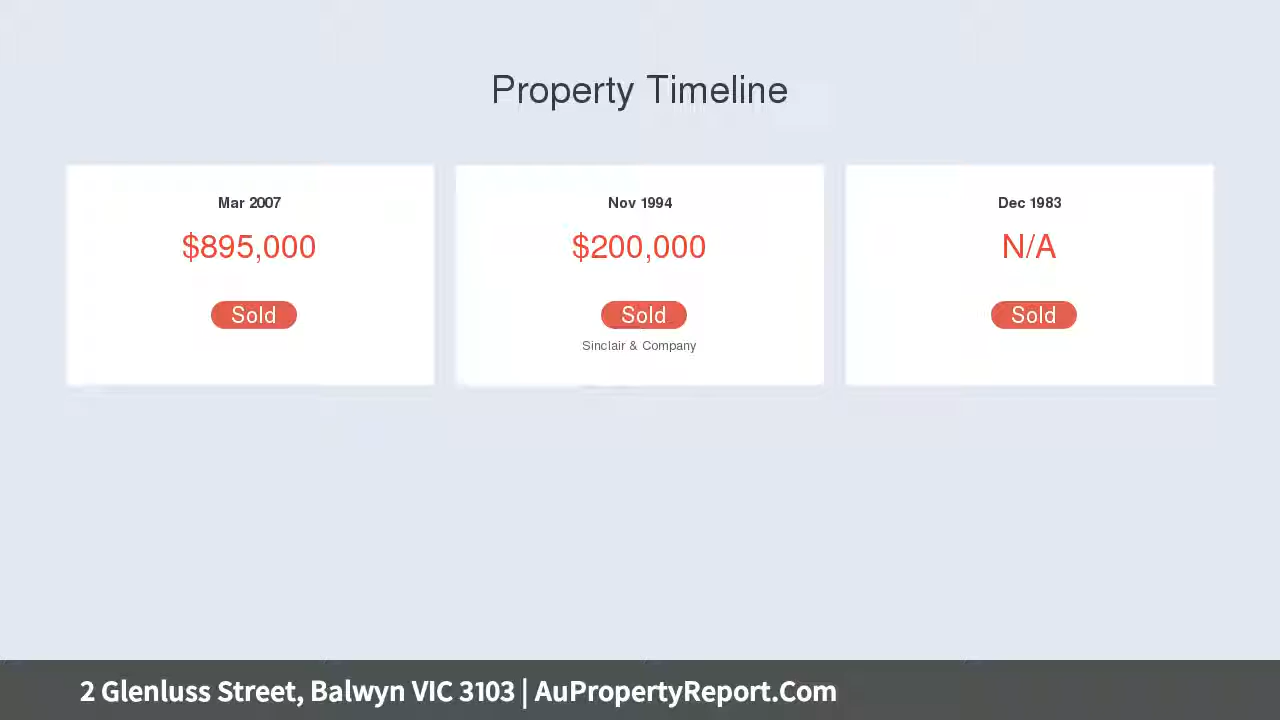 Property Timeline
Mar 2007
$895,000
Sold
Nov 1994
$200,000
Sold
Sinclair & Company
Dec 1983
N/A
Sold
2 Glenluss Street, Balwyn VIC 3103 | AuPropertyReport.Com